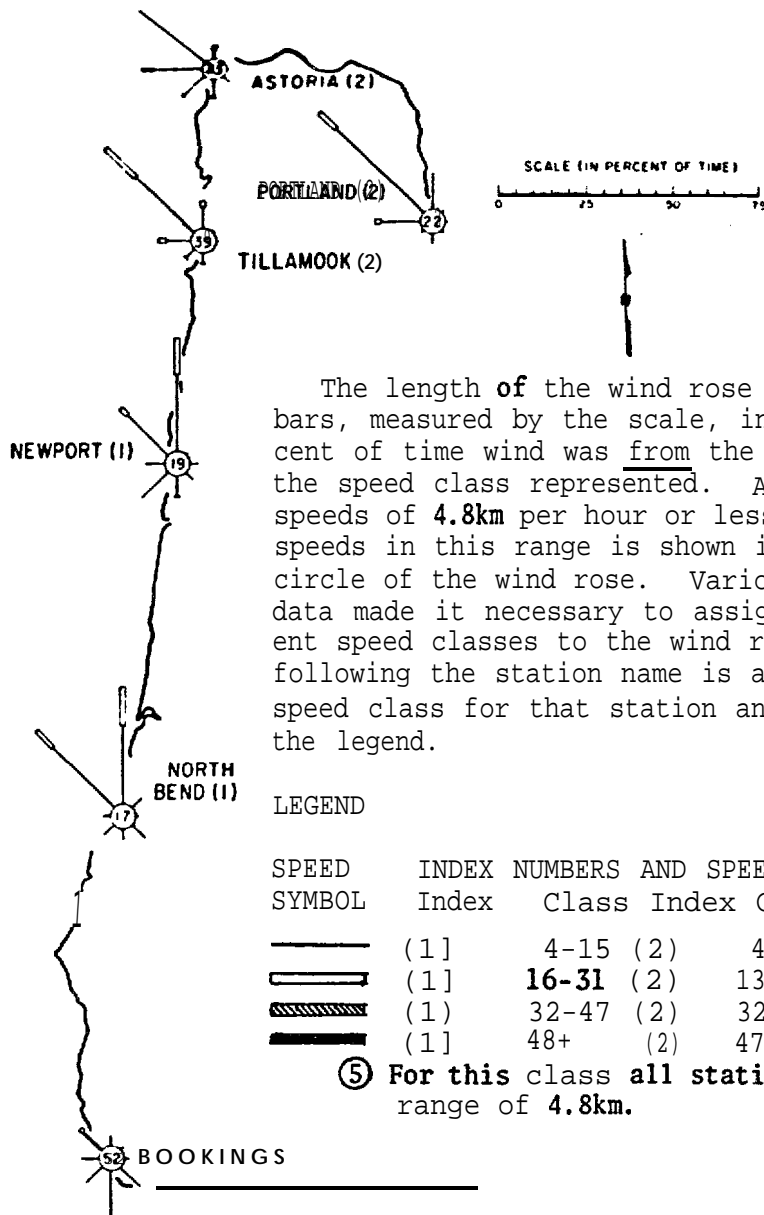 ASTORIA (2)
SCALE (IN PERCENT OF TIME)
0 25 50 75
PORTLAND (2)
22
39
TILLAMOOK (2)
The length of the wind rose
bars, measured by the scale, in
cent of time wind was from the
the speed class represented. A
speeds of 4.8km per hour or less
speeds in this range is shown i
circle of the wind rose. Vario
data made it necessary to assig
ent speed classes to the wind r
following the station name is a
speed class for that station an
the legend.
NEWPORT (1)
19
NORTH
BEND (1)
17
LEGEND
SPEED INDEX NUMBERS AND SPEE
SYMBOL Index Class Index C
(1] 4-15 (2) 4
(1] 16-31 (2) 13
(1) 32-47 (2) 32
(1] 48+ (2) 47
5 For this class all stati
range of 4.8km.
52 BOOKINGS